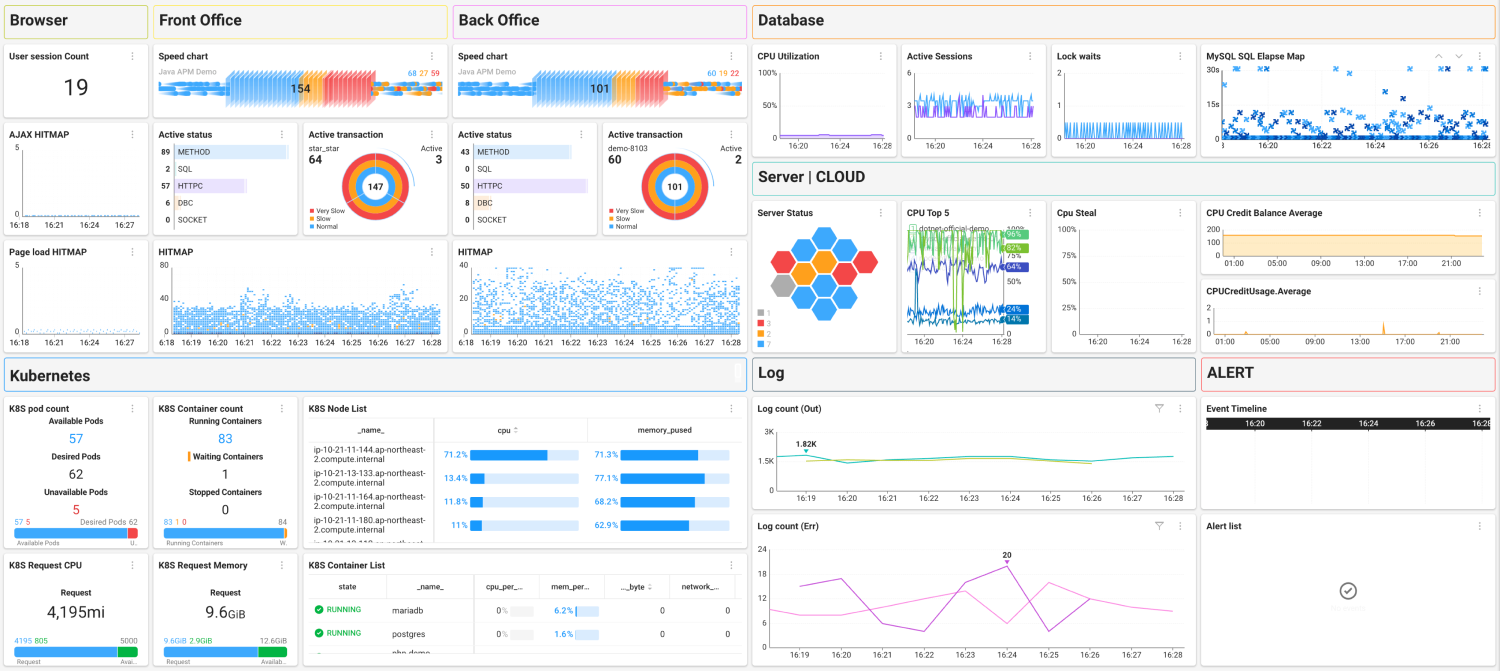 Browser
Front Office
Back Office
Database
User session Count
19
Speed chart
Java APM Demo
68 27 59
154
Speed chart
Java APM Demo
60 19 22
101
CPU Utilization
100%
50%
0
16:20 16:24 16:28
Active Sessions
6
3
0
16:20 16:24 16:28
Lock waits
2
1
0
16:20 16:24 16:28
MySQL SQL Elapse Map
30s
15s
0
16:20 16:22 16:24 16:26 16:28
AJAX HITMAP
5
0
16:18 16:21 16:24 16:27
Active status
89 METHOD
2 SQL
57 HTTPC
6 DBC
0 SOCKET
Active transaction
star_star
64
Active
3
147
Very Slow
Slow
Normal
Active status
43 METHOD
0 SQL
50 HTTPC
8 DBC
0 SOCKET
Active transaction
demo-8103
60
Active
2
101
Very Slow
Slow
Normal
Server | CLOUD
Server Status
1
3
2
7
CPU Top 5
dotnet-official-demo
100%
96%
82%
75%
64%
50%
24%
14%
0
16:20 16:24 16:28
Cpu Steal
100%
75%
50%
25%
0
16:20 16:24 16:28
CPU Credit Balance Average
200
100
0
01:00 05:00 09:00 13:00 17:00 21:00
CPUCreditUsage.Average
2
1
0
01:00 05:00 09:00 13:00 17:00 21:00
Page load HITMAP
5
0
16:18 16:21 16:24 16:27
HITMAP
80
40
0
6:18 16:19 16:20 16:21 16:22 16:23 16:24 16:25 16:26 16:27 16:28
HITMAP
40
20
0
6:18 16:19 16:20 16:21 16:22 16:23 16:24 16:25 16:26 16:27 16:28
Kubernetes
Log
ALERT
K8S pod count
Available Pods
57
Desired Pods
62
Unavailable Pods
5
57 5 Desired Pods 62
Available Pods U..
K8S Container count
Running Containers
83
Waiting Containers
1
Stopped Containers
0
83 1 0 84
Running Containers W.
K8S Node List
_name_ cpu memory_pused
ip-10-21-11-144.ap-northeast-
2.compute.internal
71.2% 71.3%
ip-10-21-13-133.ap-northeast-
2.compute.internal
13.4% 77.1%
ip-10-21-11-164.ap-northeast-
2.compute.internal
11.8% 68.2%
ip-10-21-11-180.ap-northeast-
2.compute.internal
11% 62.9%
Log count (Out)
3K
1.5K
0
1.82K
16:19 16:20 16:21 16:22 16:23 16:24 16:25 16:26 16:27 16:28
Event Timeline
16:20 16:22 16:24 16:26 16:28
K8S Request CPU
Request
4,195mi
4195 805 5000
Request Avai..
K8S Request Memory
Request
9.6GiB
9.6GiB 2.9GiB 12.6GiB
Request Availab..
K8S Container List
state _name_ cpu_per_... mem_per... ..._byte network_...
RUNNING mariadb 0% 6.2% 0 0
RUNNING postgres 0% 1.6% 0 0
Log count (Err)
24
18
12
6
0
20
16:19 16:20 16:21 16:22 16:23 16:24 16:25 16:26 16:27 16:28
Alert list